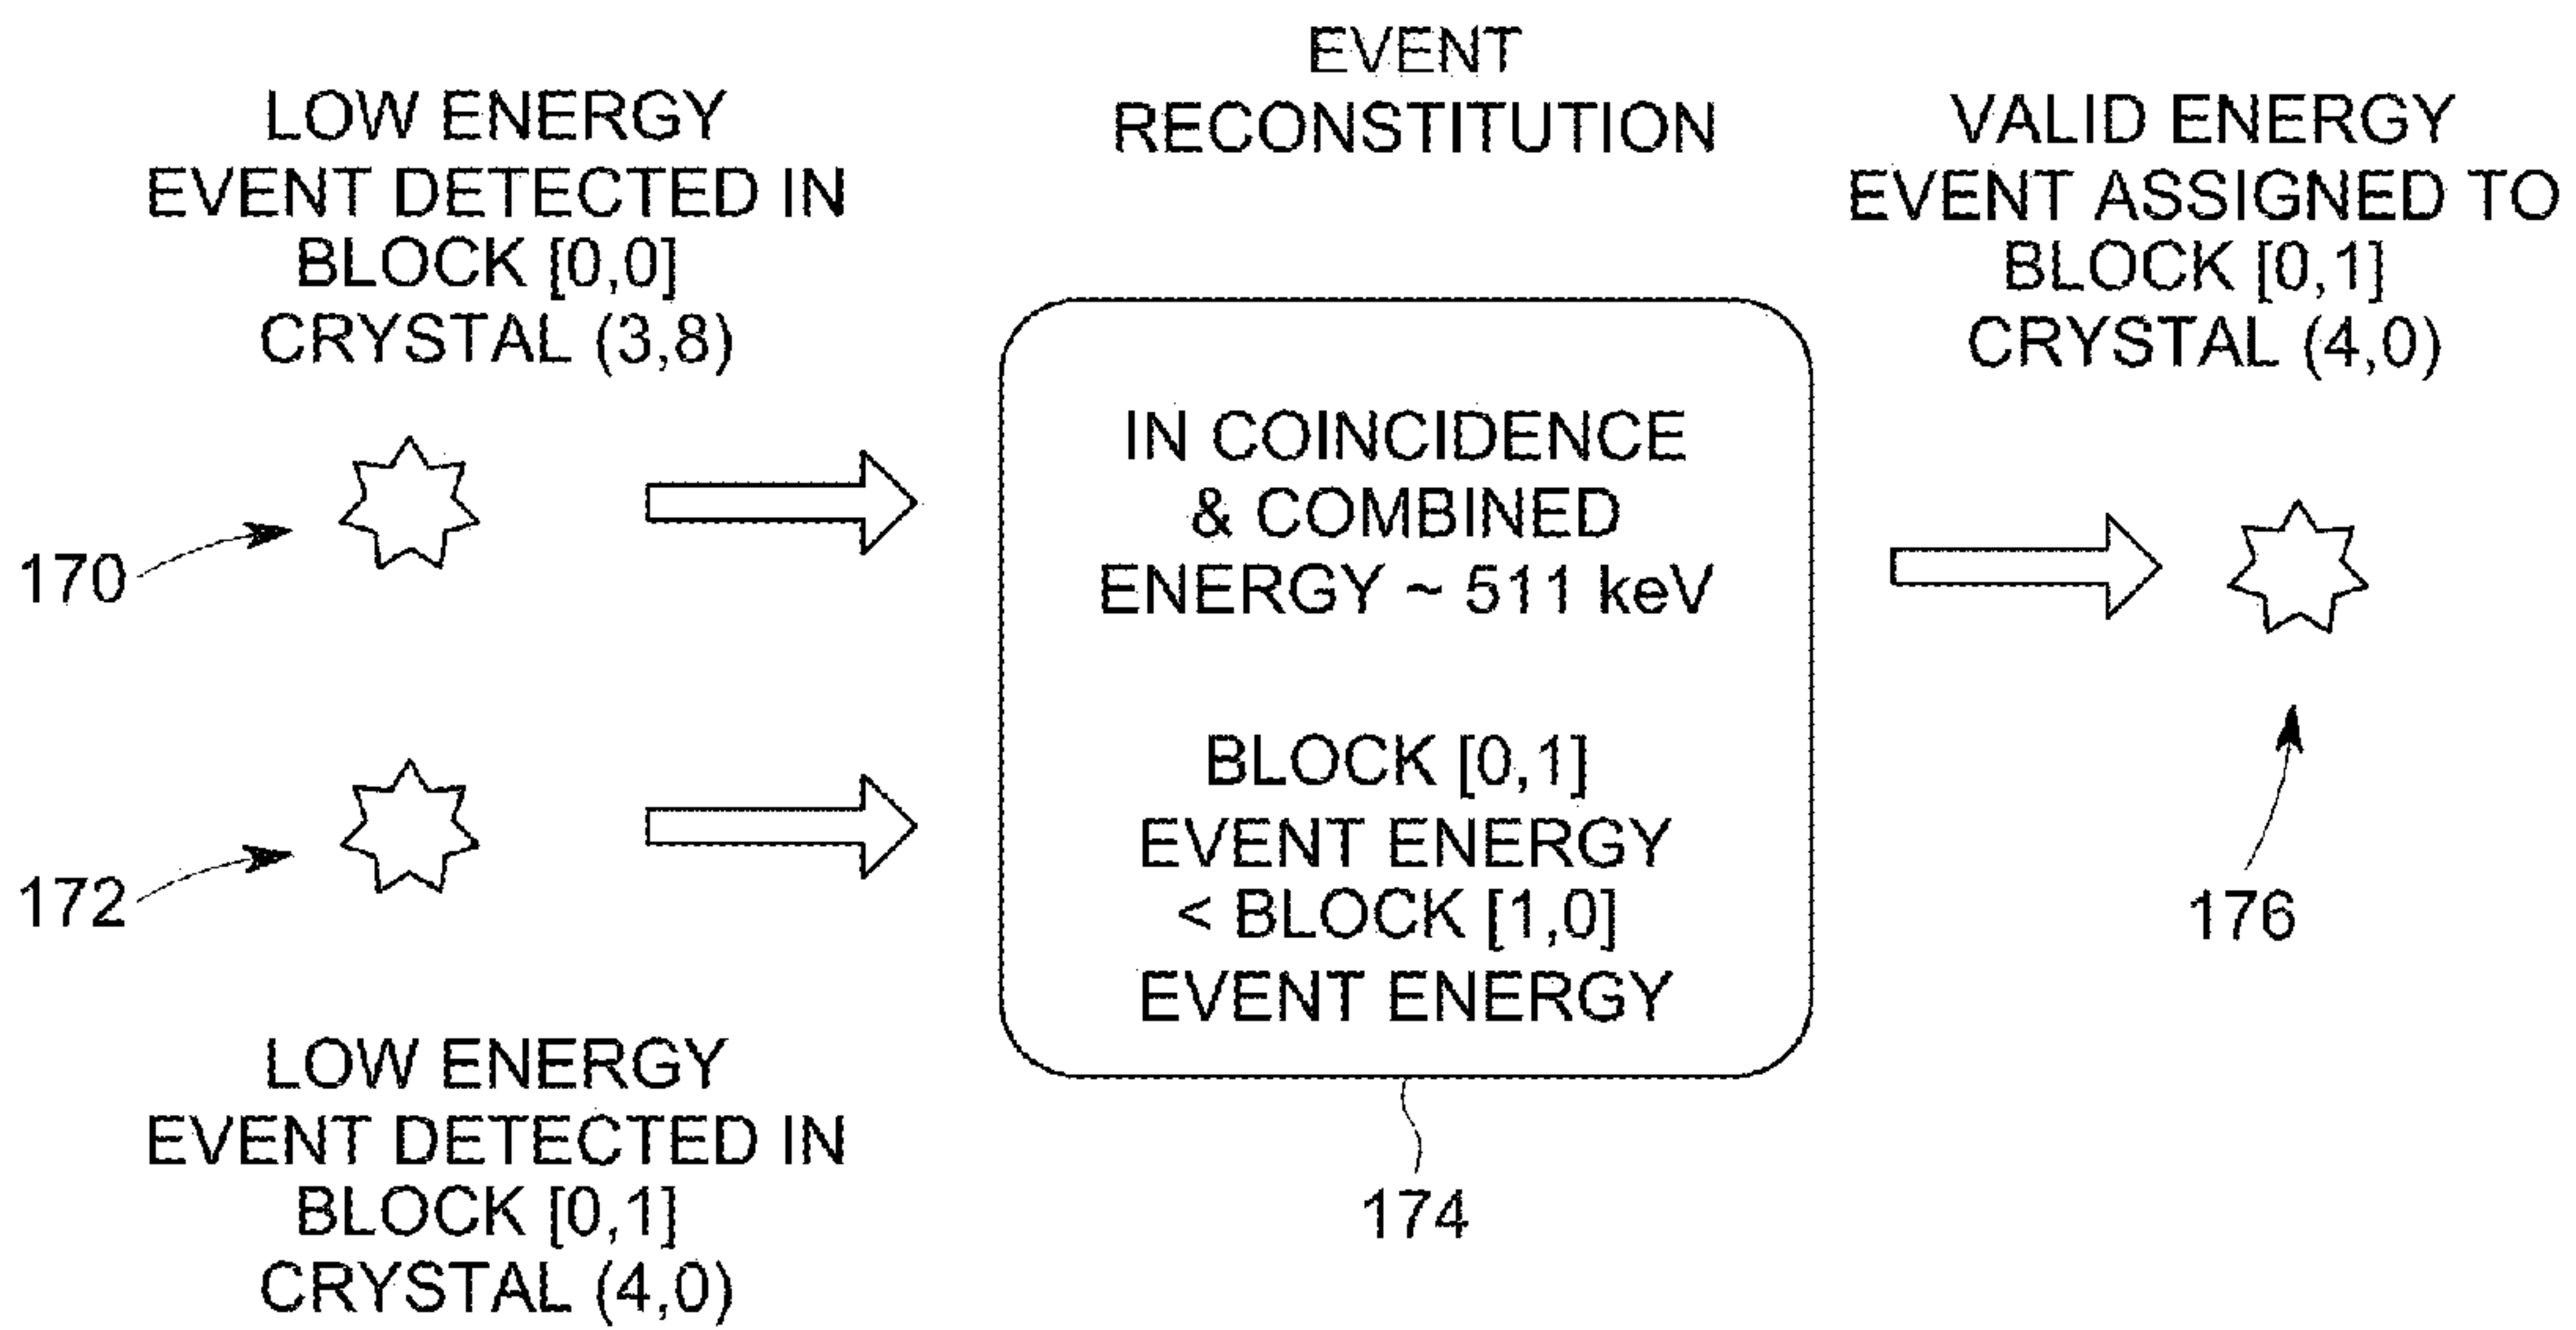 LOW ENERGY
EVENT DETECTED IN
BLOCK [0,0]
CRYSTAL (3,8)
170
172
LOW ENERGY
EVENT DETECTED IN
BLOCK [0,1]
CRYSTAL (4,0)
EVENT
RECONSTITUTION
IN COINCIDENCE
& COMBINED
ENERGY ~ 511 keV
BLOCK [0,1]
EVENT ENERGY
< BLOCK [1,0]
EVENT ENERGY
174
VALID ENERGY
EVENT ASSIGNED TO
BLOCK [0,1]
CRYSTAL (4,0)
176